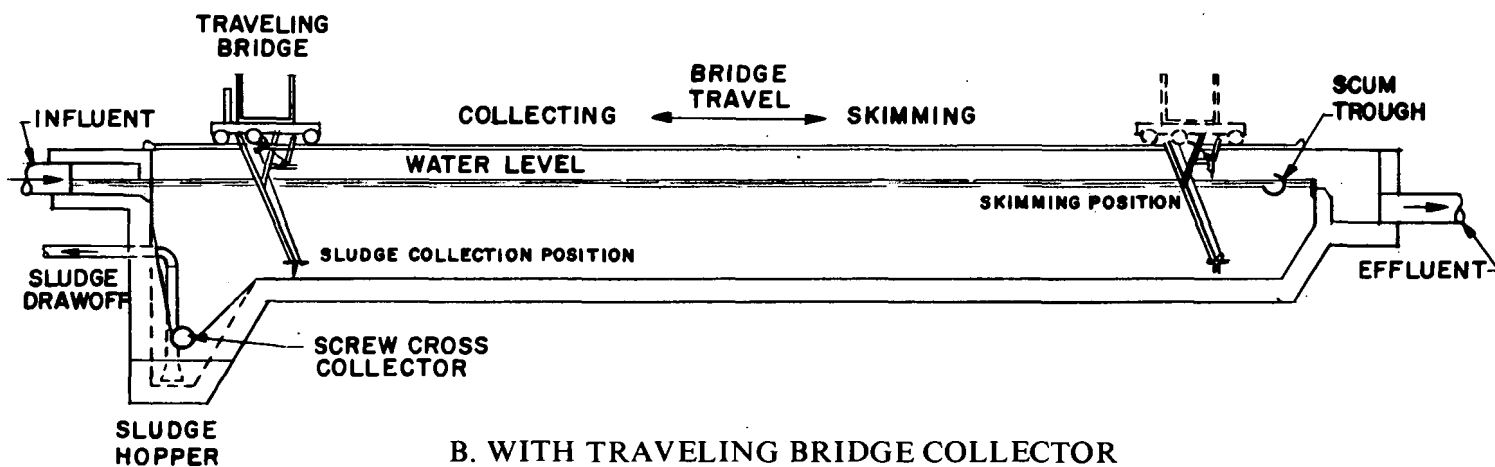 TRAVELING
BRIDGE
INFLUENT
COLLECTING
BRIDGE
TRAVEL
SKIMMING
SCUM
TROUGH
WATER LEVEL
SKIMMING POSITION
SLUDGE COLLECTION POSITION
SLUDGE
DRAWOFF
EFFLUENT
SCREW CROSS
COLLECTOR
SLUDGE
HOPPER
B. WITH TRAVELING BRIDGE COLLECTOR